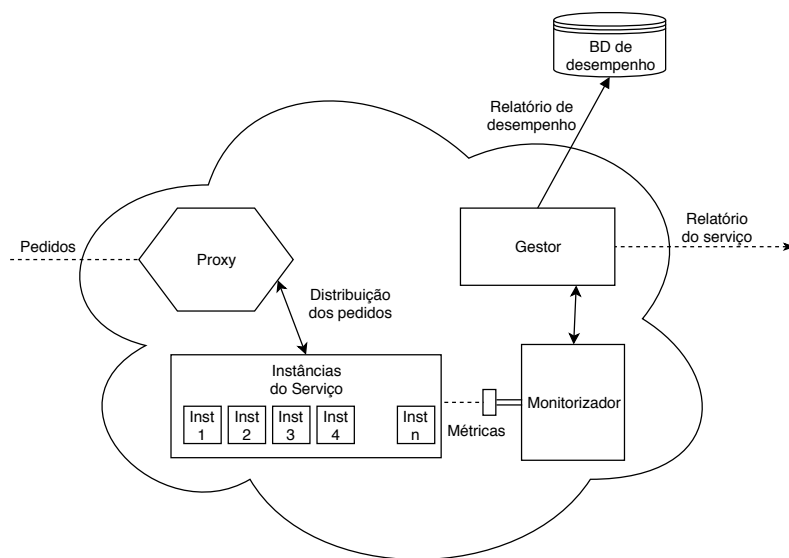 BD de
desempenho
Relatório de
desempenho
Pedidos
Proxy
Gestor
Relatório
do serviço
Distribuição
dos pedidos
Instâncias
do Serviço
Inst
1
Inst
2
Inst
3
Inst
4
Inst
n
Métricas
Monitorizador